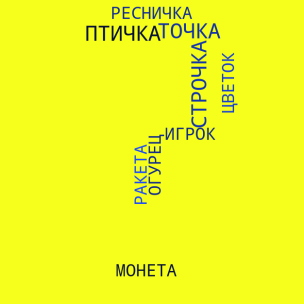 РЕСНИЧКА
ПТИЧКА
ТОЧКА
СТРОЧКА
ЦВЕТОК
ИГРОК
ОГУРЕЦ
РАКЕТА
МОНЕТА